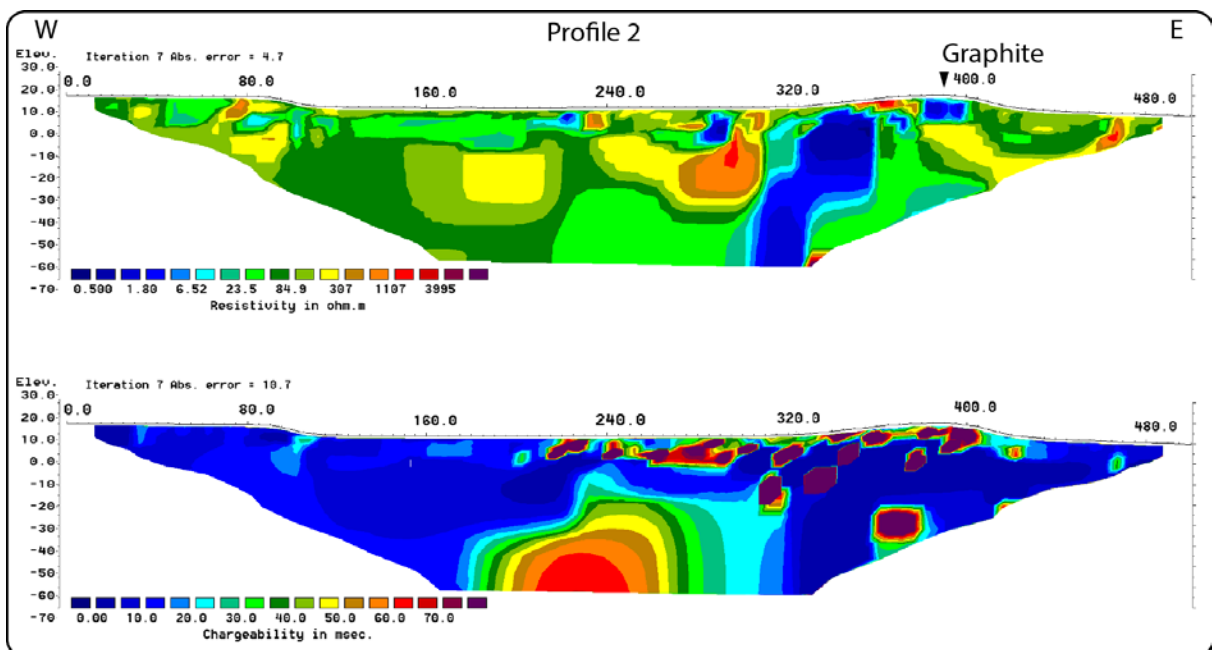 W Profile 2 E
Elev. Iteration 7 Abs. error = 4.7 Graphite
30.0
20.0 0.0 80.0 160.0 240.0 320.0 400.0 480.0
10.0
0.0
-10
-20
-30
-40
-50
-60
-70
0.500 1.80 6.52 23.5 84.9 307 1107 3995
Resistivity in ohm.m
Elev. Iteration 7 Abs. error = 10.7
30.0
20.0 0.0 80.0 160.0 240.0 320.0 400.0 480.0
10.0
0.0
-10
-20
-30
-40
-50
-60
-70
0.00 10.0 20.0 30.0 40.0 50.0 60.0 70.0
Chargeability in msec.